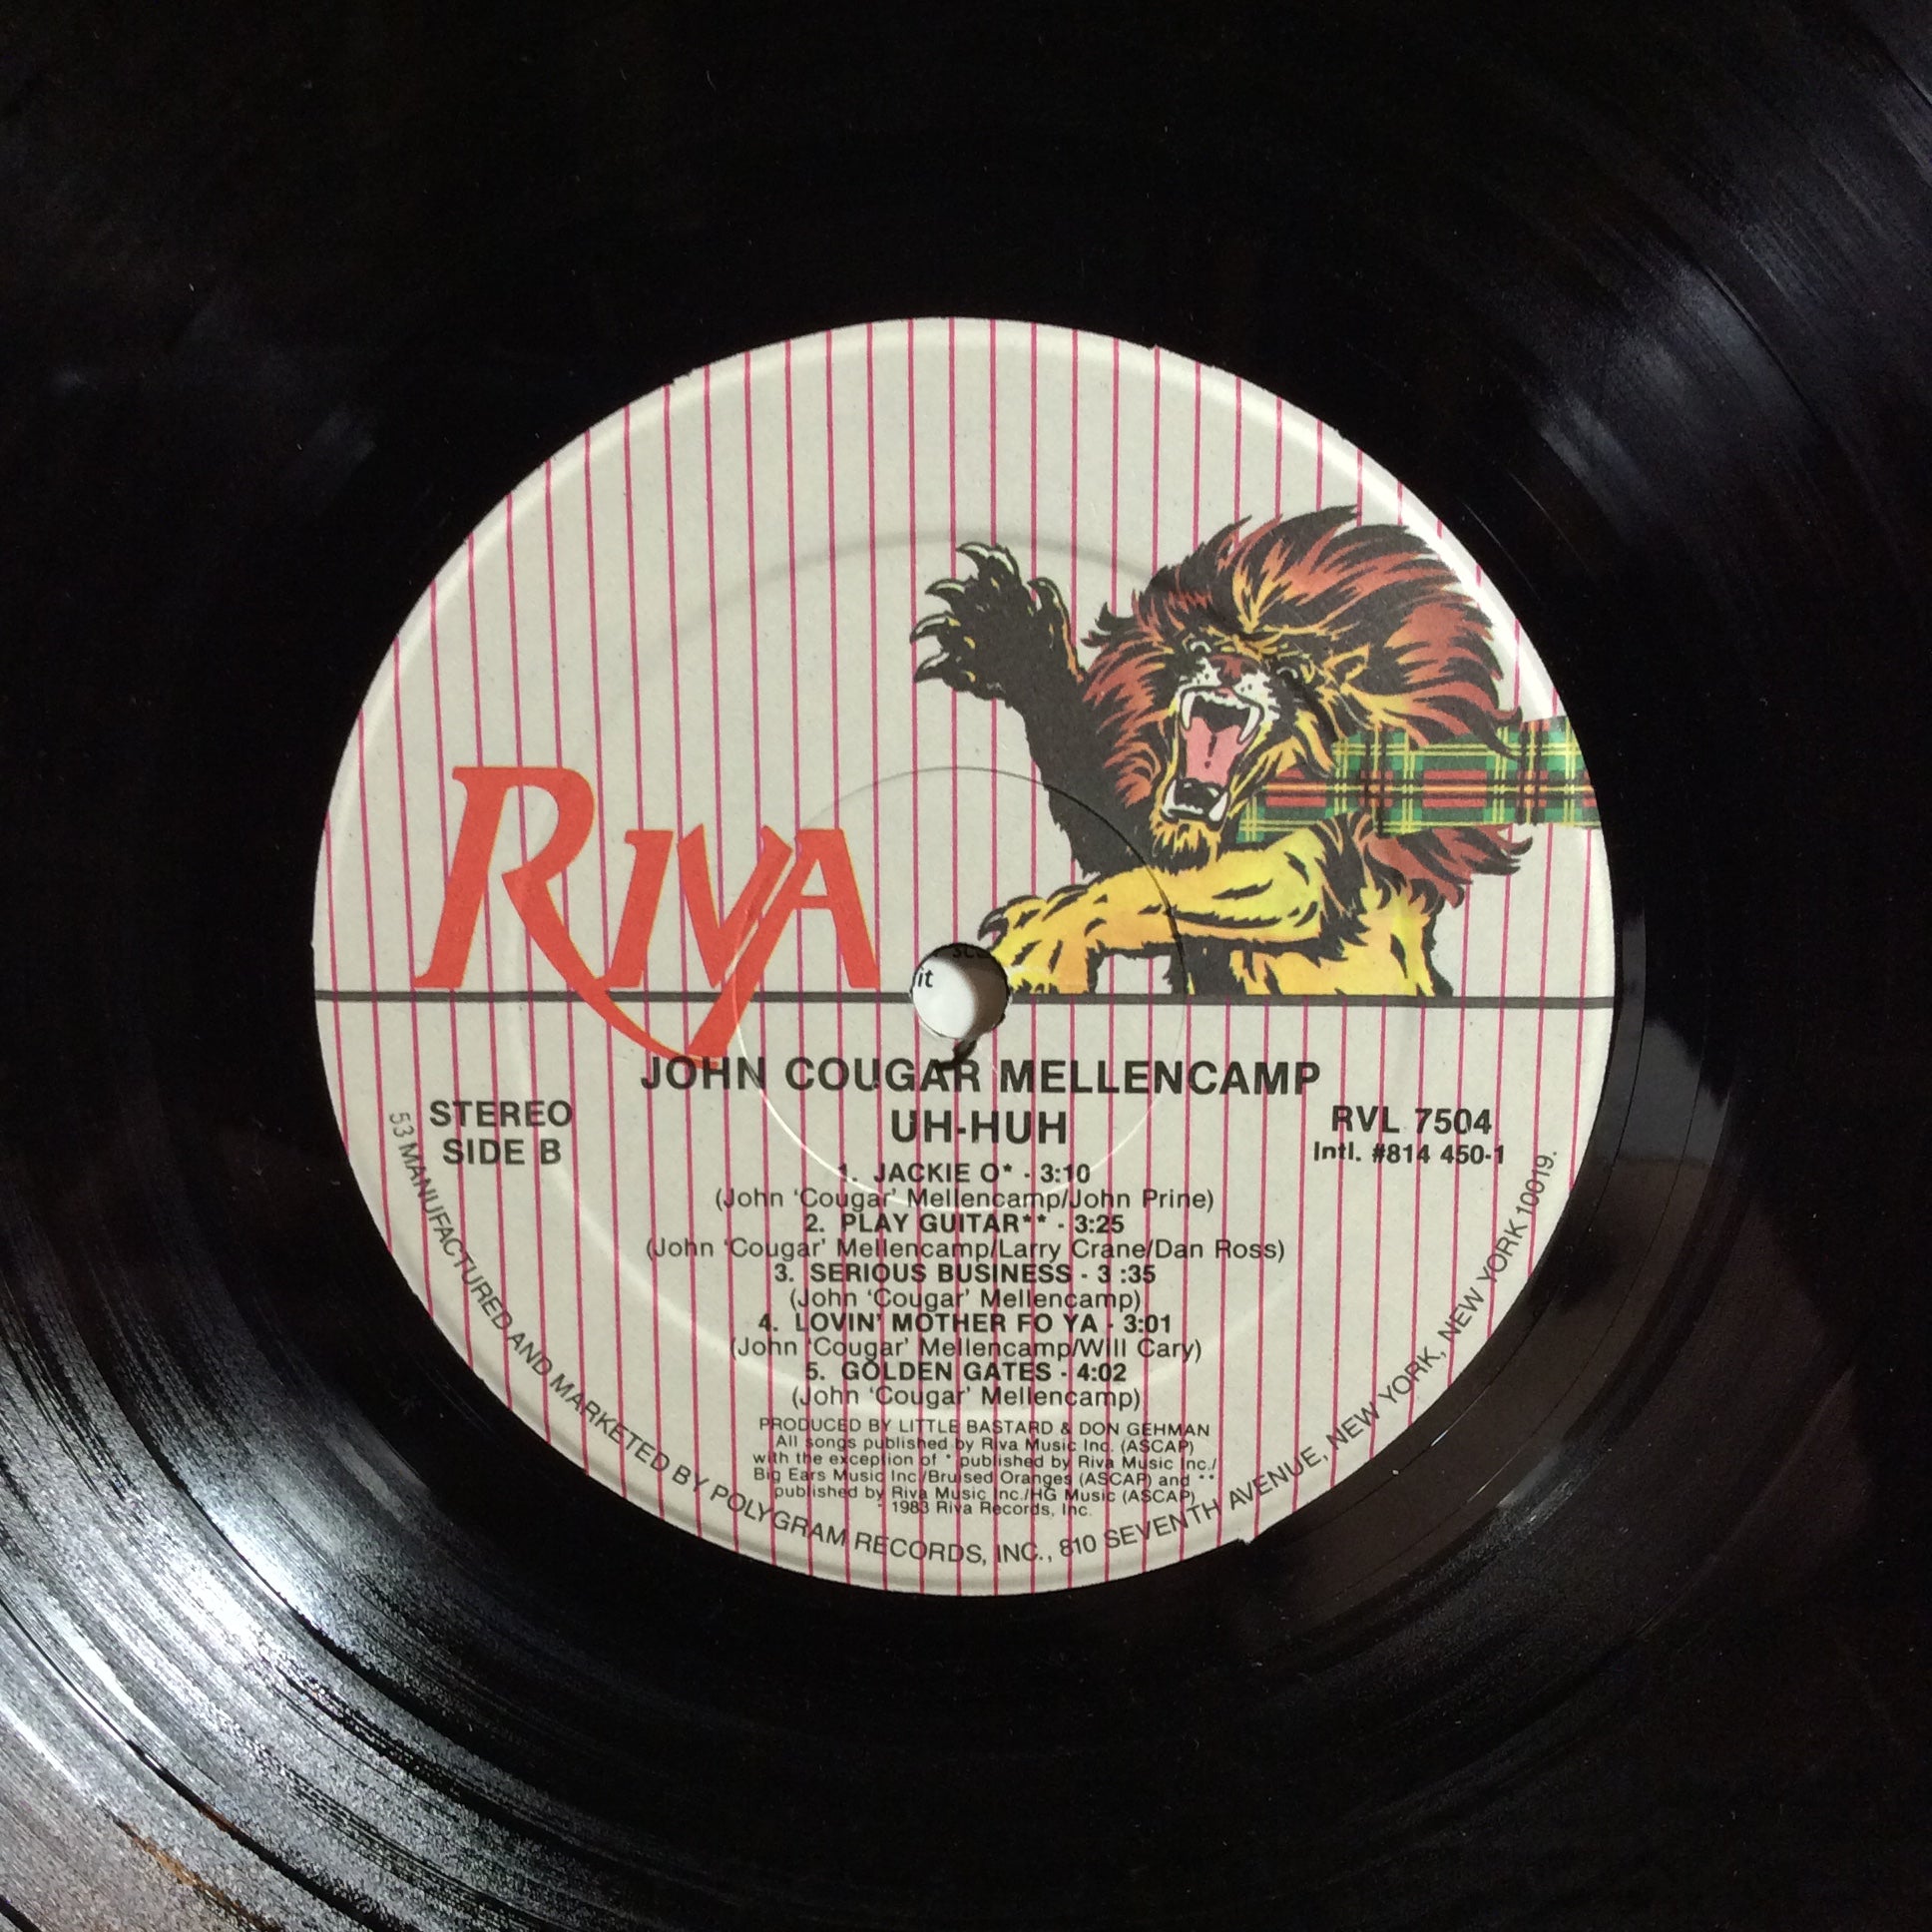 RIVA
JOHN COUGAR MELLENCAMP
UH-HUH
STEREO
SIDE B
RVL 7504
Intl. #814 450-1
1. JACKIE O* - 3:10
(John 'Cougar' Mellencamp/John Prine)
2. PLAY GUITAR** - 3:25
(John 'Cougar' Mellencamp/Larry Crane/Dan Ross)
3. SERIOUS BUSINESS - 3 :35
(John 'Cougar' Mellencamp)
4. LOVIN' MOTHER FO YA - 3:01
(John 'Cougar' Mellencamp/Will Cary)
5. GOLDEN GATES - 4:02
(John 'Cougar' Mellencamp)
PRODUCED BY LITTLE BASTARD & DON GEHMAN
All songs published by Riva Music Inc. (ASCAP)
with the exception of * published by Riva Music Inc./
Big Ears Music Inc./Bruised Oranges (ASCAP) and **
published by Riva Music Inc./HG Music (ASCAP)
1983 Riva Records, Inc.
53 MANUFACTURED AND MARKETED BY POLYGRAM RECORDS, INC., 810 SEVENTH AVENUE, NEW YORK, NEW YORK 10019.